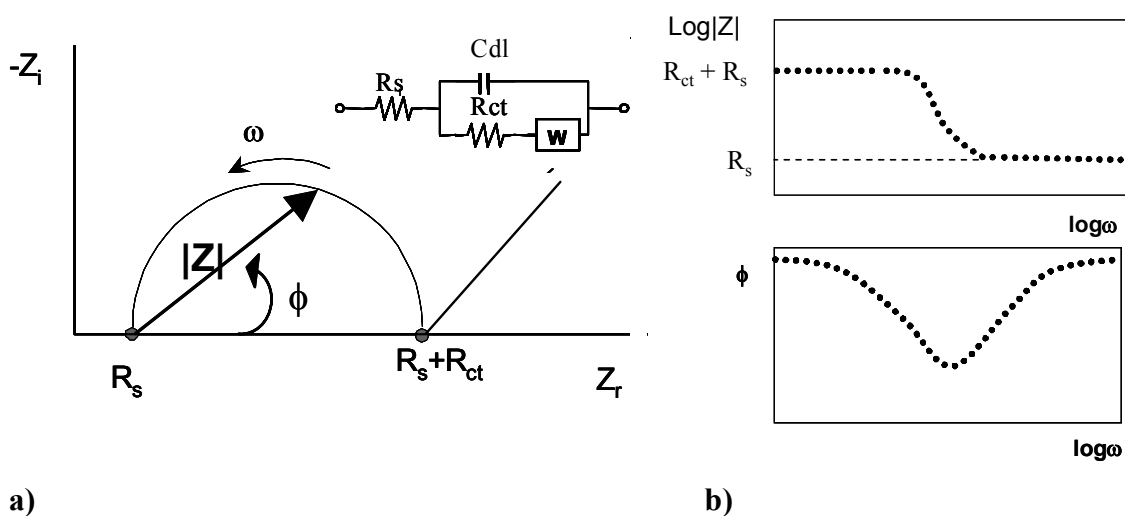 -Zi
ω
|Z|
ϕ
Rs
Rs+Rct
Zr
Cdl
Rs
Rct
W
a)
Log|Z|
Rct + Rs
Rs
logω
ϕ
logω
b)